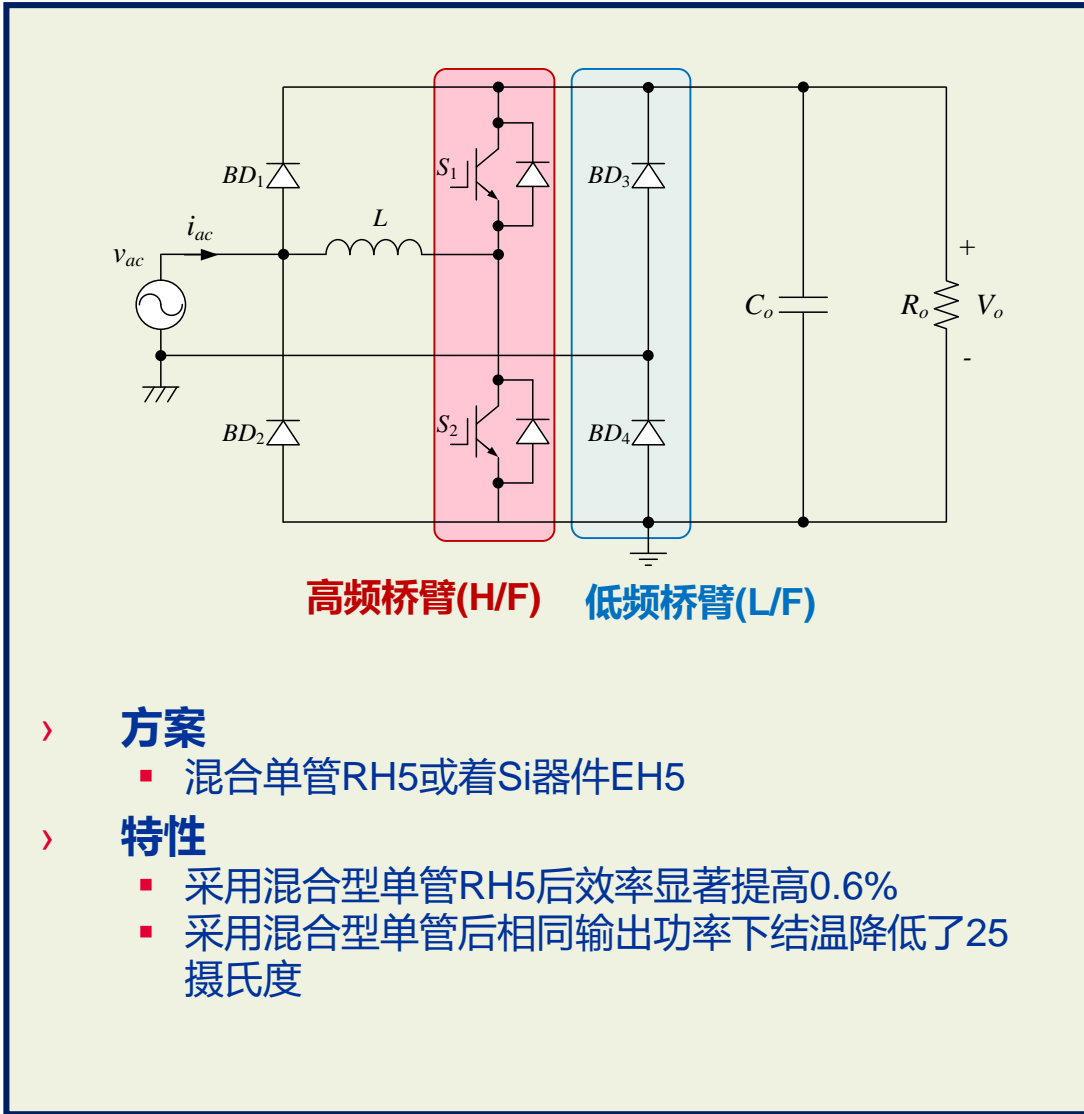 BD1
S1
BD3
iac
L
vac
+
Co
Ro
Vo
-
BD2
S2
BD4
高频桥臂(H/F)
低频桥臂(L/F)
› 方案
▪ 混合单管RH5或着Si器件EH5
› 特性
▪ 采用混合型单管RH5后效率显著提高0.6%
▪ 采用混合型单管后相同输出功率下结温降低了25
摄氏度